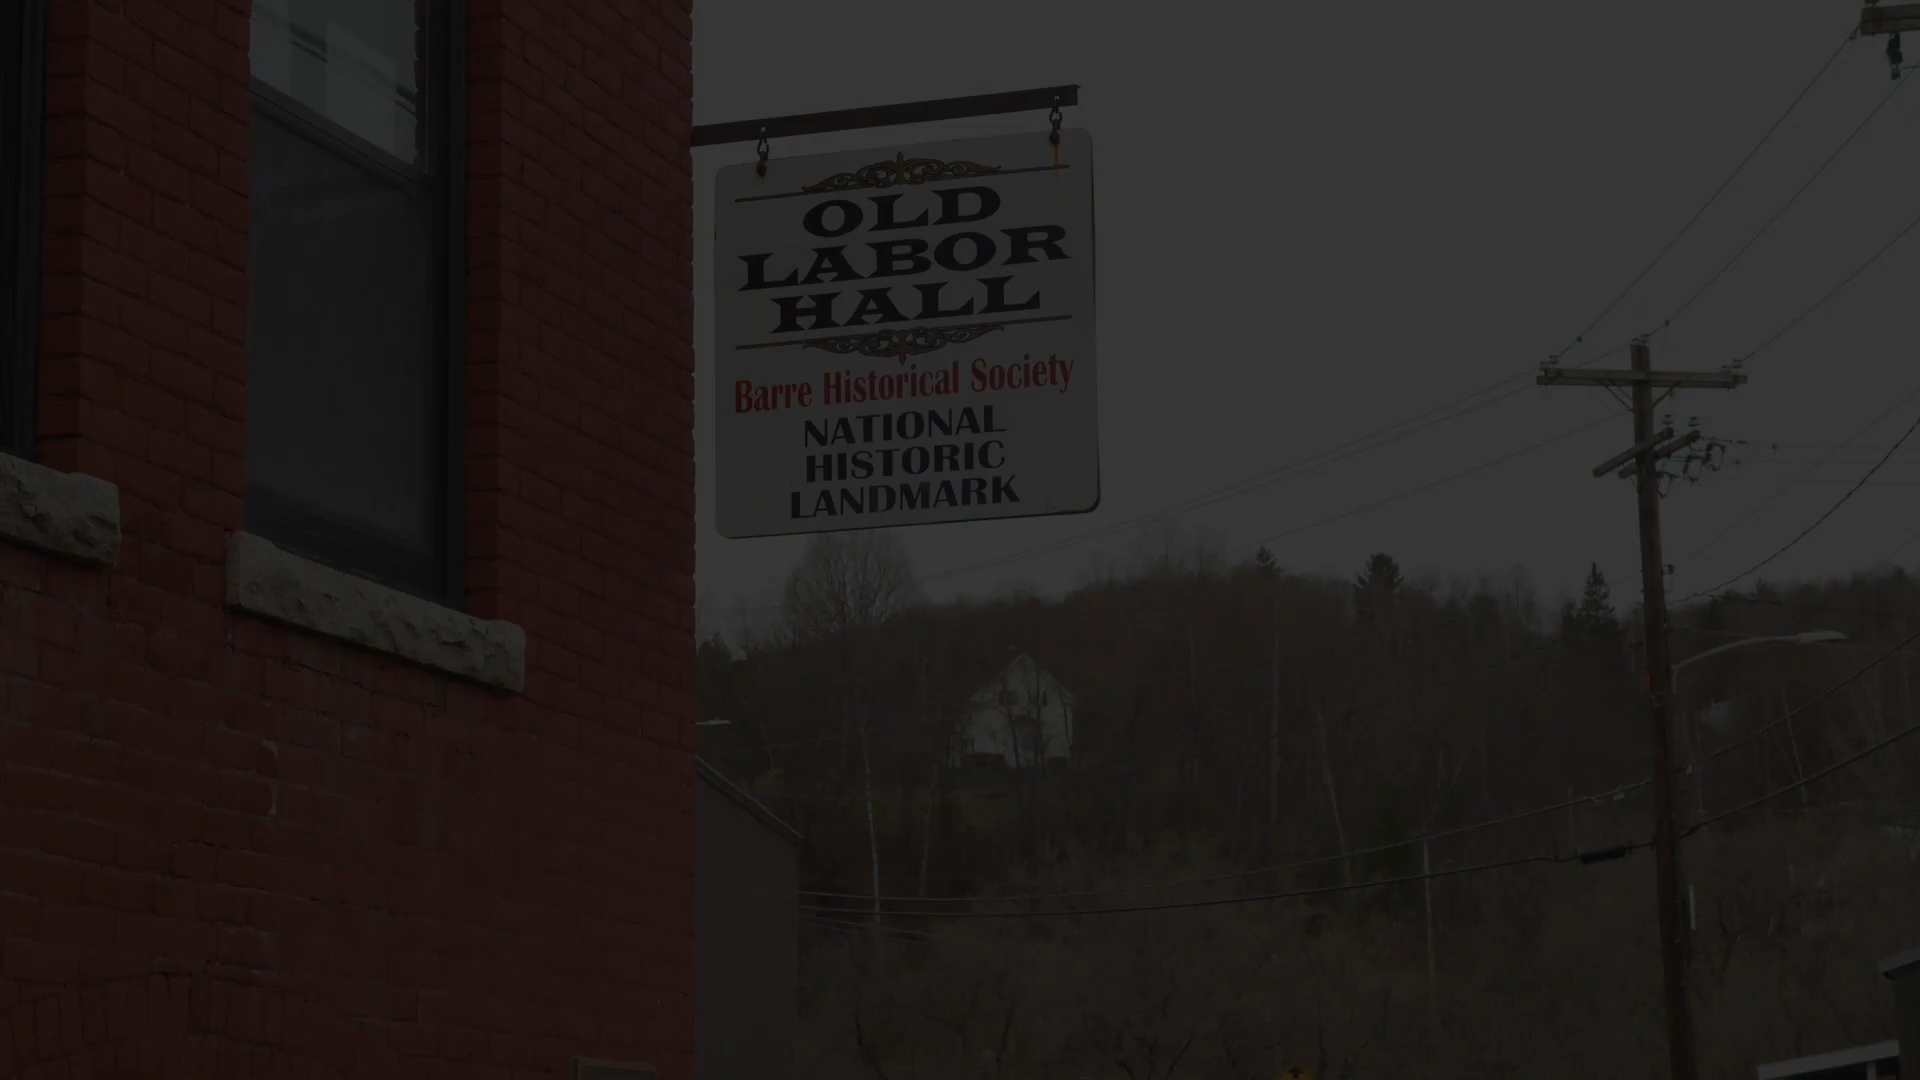 OLD
LABOR
HALL
Barre Historical Society
NATIONAL
HISTORIC
LANDMARK